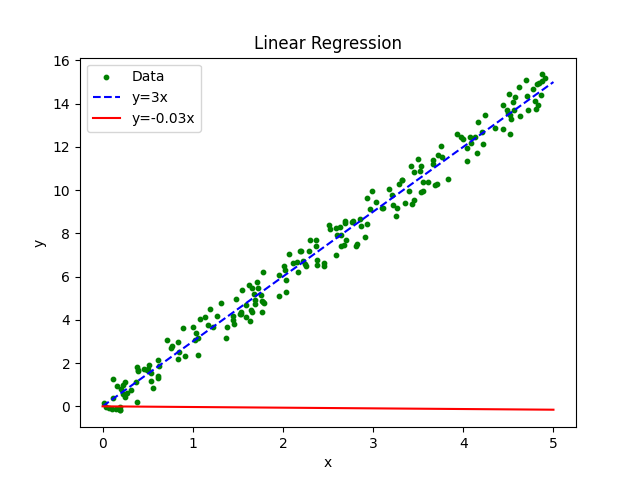 Linear Regression
Data
y=3x
y=-0.03x
16
14
12
10
8
6
4
2
0
y
0 1 2 3 4 5
x